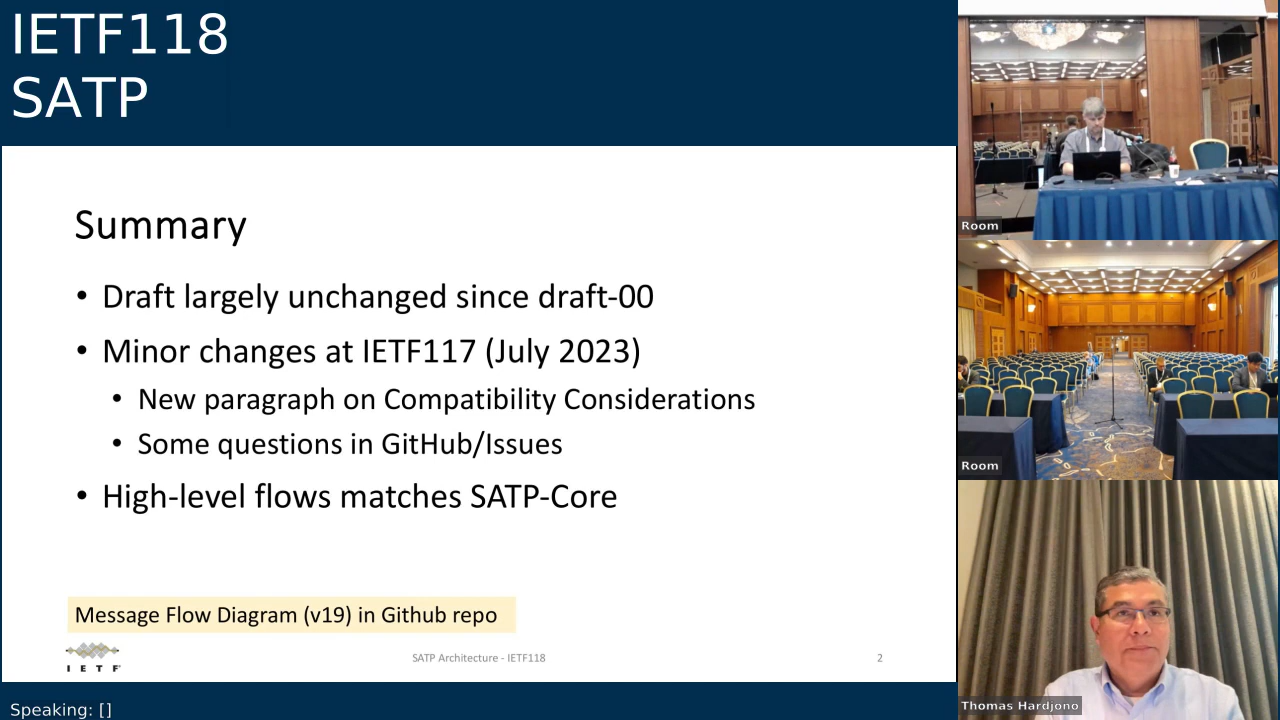 IETF118
SATP
Summary
• Draft largely unchanged since draft-00
• Minor changes at IETF117 (July 2023)
• New paragraph on Compatibility Considerations
• Some questions in GitHub/Issues
• High-level flows matches SATP-Core
Message Flow Diagram (v19) in Github repo
I E T F
SATP Architecture - IETF118
2
Speaking: []
Room
Room
Thomas Hardjono